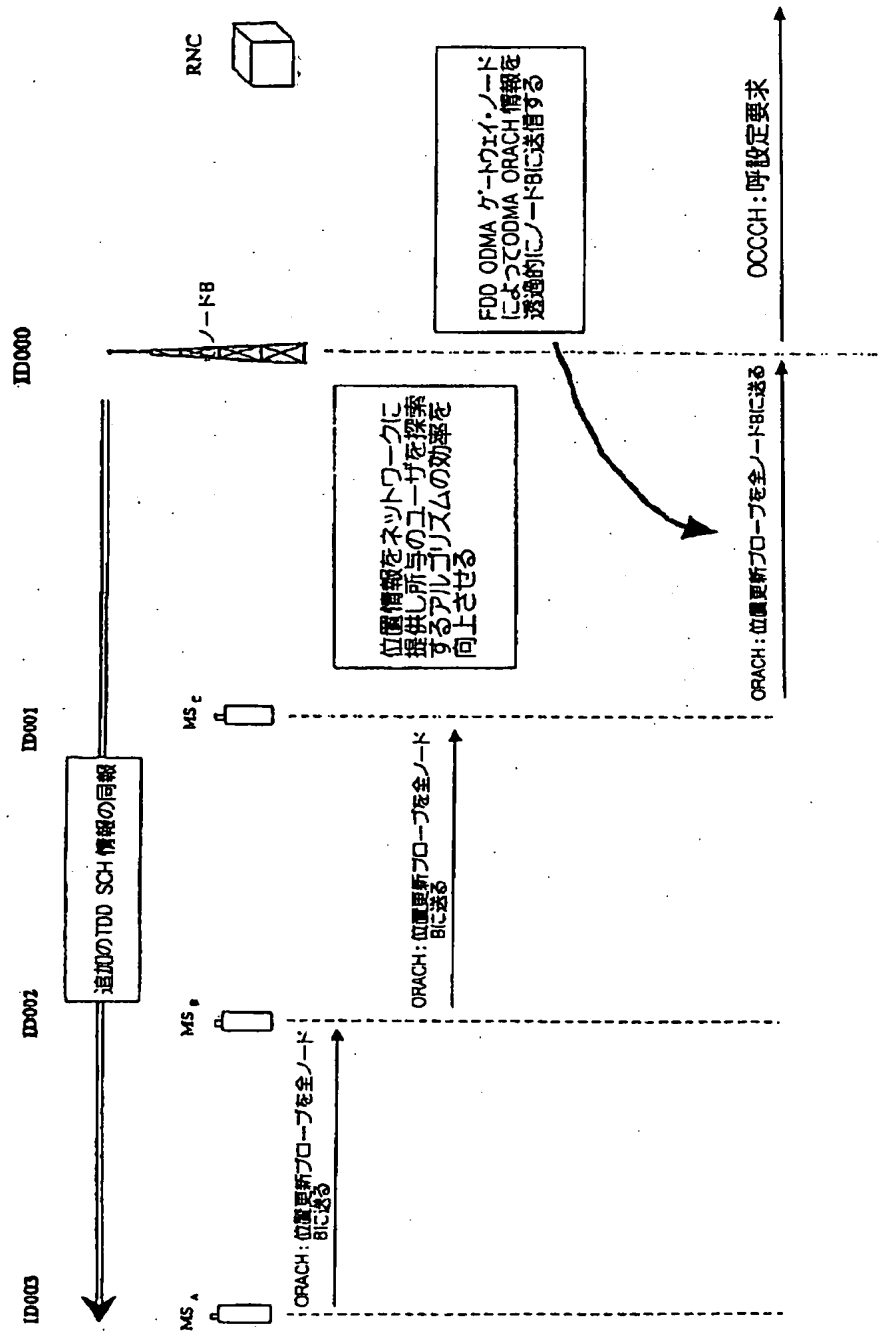 ID003
ID002
ID001
ID000
追加のTDD SCH 情報の同報
MS A
MS B
MS C
ノードB
RNC
ORACH：位置更新プローブを全ノード
Bに送る
ORACH：位置更新プローブを全ノード
Bに送る
位置情報をネットワークに
提供し所与のユーザを探索
するアルゴリズムの効率を
向上させる
FDD ODMA ゲートウェイ・ノード
によってODMA ORACH 情報を
透過的にノードBに送信する
ORACH：位置更新プローブを全ノードBに送る
OCCCH：呼設定要求